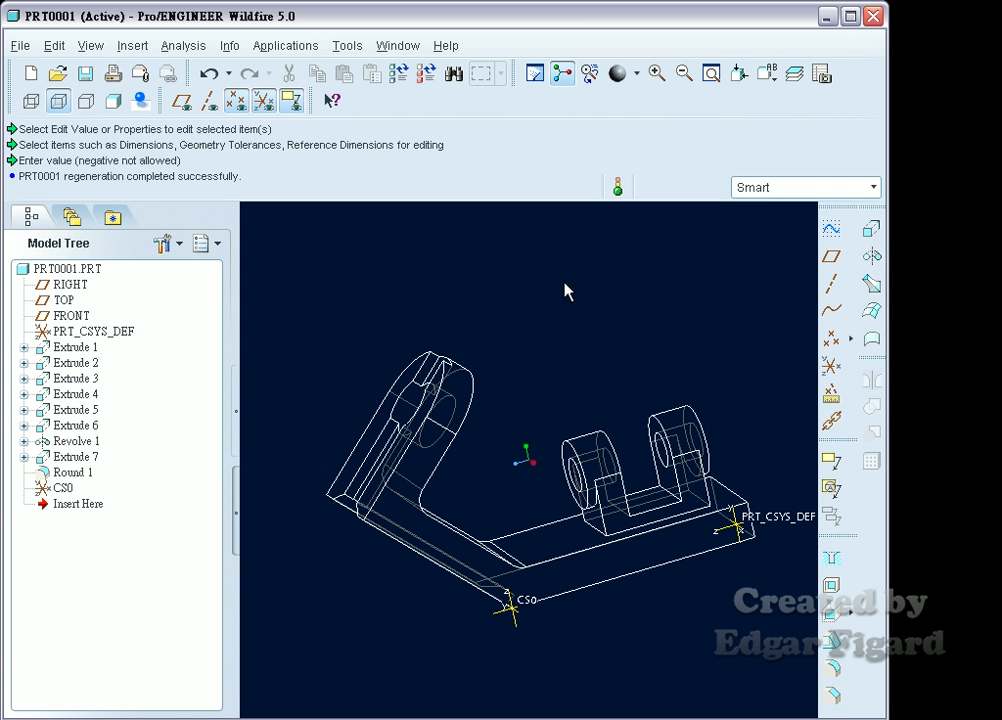 PRT0001 (Active) - Pro/ENGINEER Wildfire 5.0
File Edit View Insert Analysis Info Applications Tools Window Help
Select Edit Value or Properties to edit selected item(s)
Select items such as Dimensions, Geometry Tolerances, Reference Dimensions for editing
Enter value (negative not allowed)
PRT0001 regeneration completed successfully.
Smart
Model Tree
PRT0001.PRT
RIGHT
TOP
FRONT
PRT_CSYS_DEF
Extrude 1
Extrude 2
Extrude 3
Extrude 4
Extrude 5
Extrude 6
Revolve 1
Extrude 7
Round 1
CS0
Insert Here
PRT_CSYS_DEF
CS0
Created by
Edgar Figard